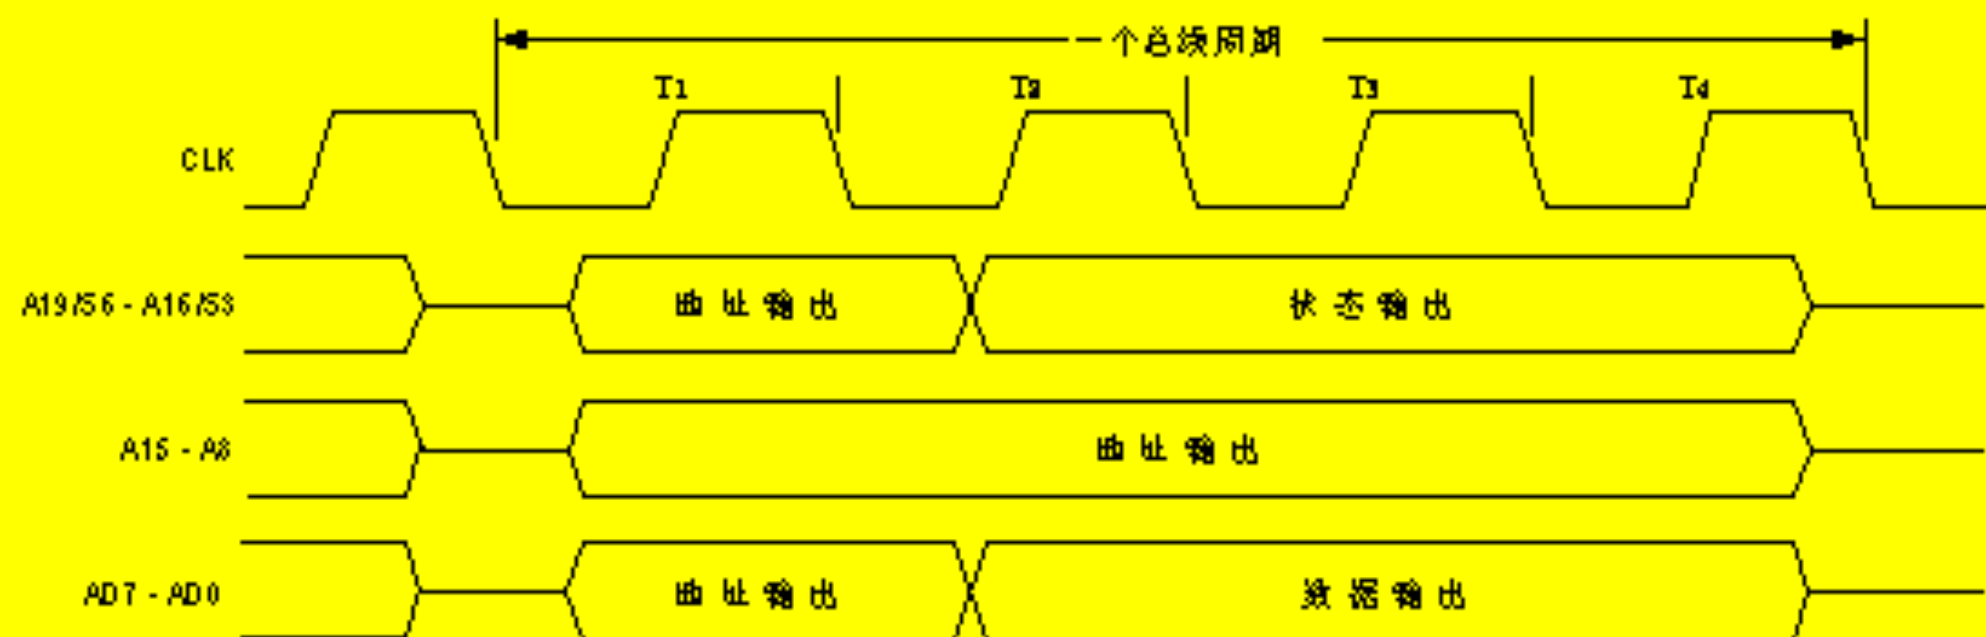 一个总线周期
T1 T2 T3 T4
CLK
A19/S6 - A16/S3 地址输出 状态输出
A15 - A8 地址输出
AD7 - AD0 地址输出 数据输出